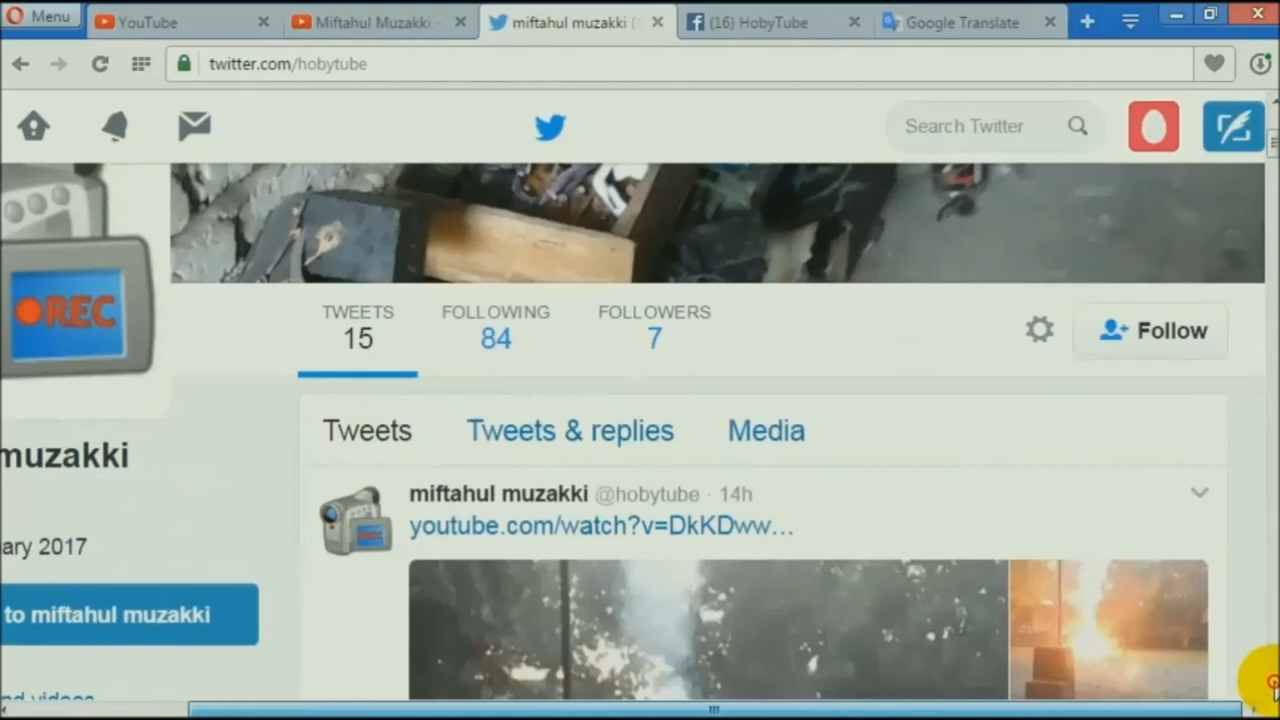 Menu
YouTube
Miftahul Muzakki -
miftahul muzakki (
(16) HobyTube
Google Translate
twitter.com/hobytube
Search Twitter
REC
TWEETS
15
FOLLOWING
84
FOLLOWERS
7
Follow
muzakki
ary 2017
to miftahul muzakki
nd videos
Tweets
Tweets & replies
Media
miftahul muzakki @hobytube · 14h
youtube.com/watch?v=DkKDww…